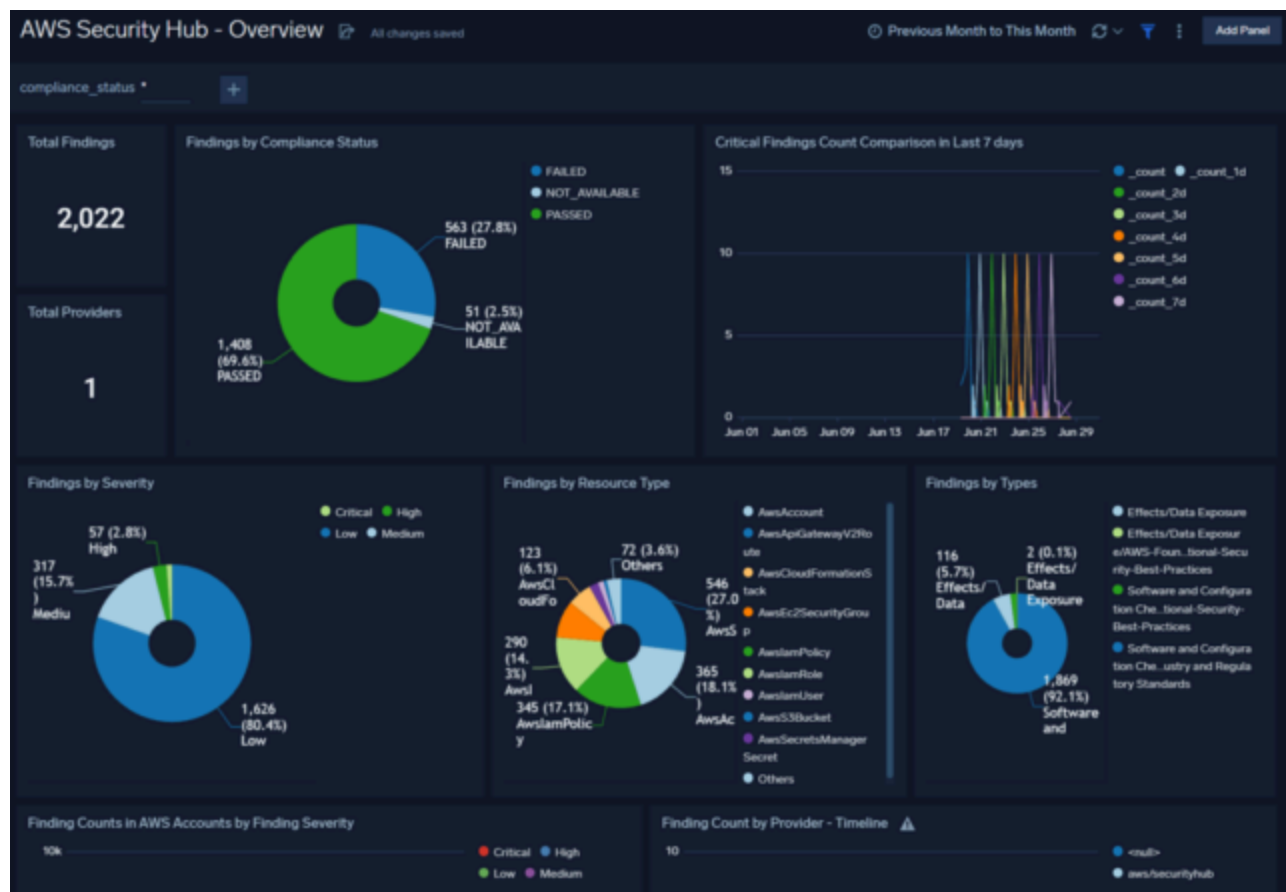 AWS Security Hub - Overview
All changes saved
Previous Month to This Month
Add Panel
compliance_status *
+
Total Findings
2,022
Total Providers
1
Findings by Compliance Status
FAILED
NOT_AVAILABLE
PASSED
563 (27.8%)
FAILED
51 (2.5%)
NOT_AVA
ILABLE
1,408
(69.6%)
PASSED
Critical Findings Count Comparison in Last 7 days
15
10
5
0
Jun 01 Jun 05 Jun 09 Jun 13 Jun 17 Jun 21 Jun 25 Jun 29
_count _count_1d
_count_2d
_count_3d
_count_4d
_count_5d
_count_6d
_count_7d
Findings by Severity
Critical High
Low Medium
57 (2.8%)
High
317
(15.7%
)
Mediu
1,626
(80.4%)
Low
Findings by Resource Type
123
(6.1%)
AwsCl
oudFo
72 (3.6%)
Others
546
(27.0
%)
AwsS
290
(14.
3%)
AwsI
365
(18.1%
)
AwsAc
345 (17.1%)
AwsIamPolic
y
AwsAccount
AwsApiGatewayV2Ro
ute
AwsCloudFormationS
tack
AwsEc2SecurityGrou
p
AwsIamPolicy
AwsIamRole
AwsIamUser
AwsS3Bucket
AwsSecretsManager
Secret
Others
Findings by Types
116
(5.7%)
Effects/
Data
2 (0.1%)
Effects/
Data
Exposure
1,869
(92.1%)
Software
and
Effects/Data Exposure
Effects/Data Exposur
e/AWS-Foun...tional-Secu
rity-Best-Practices
Software and Configura
tion Che...tional-Security-
Best-Practices
Software and Configura
tion Che...ustry and Regula
tory Standards
Finding Counts in AWS Accounts by Finding Severity
10k
Critical High
Low Medium
Finding Count by Provider - Timeline
10
<null>
aws/securityhub